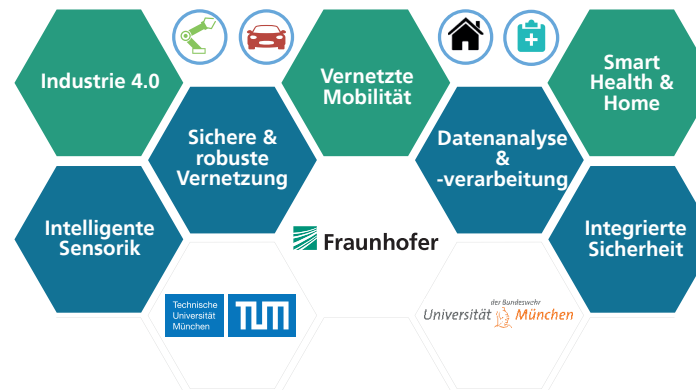 Industrie 4.0
Vernetzte
Mobilität
Smart
Health &
Home
Sichere &
robuste
Vernetzung
Datenanalyse
&
-verarbeitung
Intelligente
Sensorik
Fraunhofer
Integrierte
Sicherheit
Technische
Universität
München
TUM
der Bundeswehr
Universität München